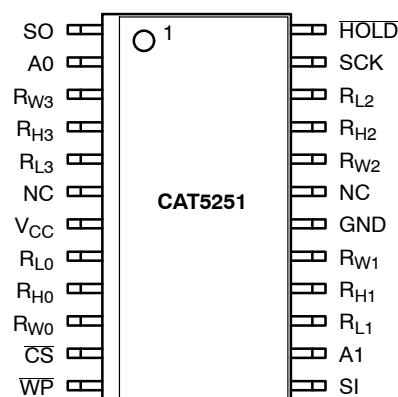 SO 1 HOLD
A0 SCK
RW3 RL2
RH3 RH2
RL3 RW2
NC NC
CAT5251
VCC GND
RL0 RW1
RH0 RH1
RW0 RL1
CS A1
WP SI